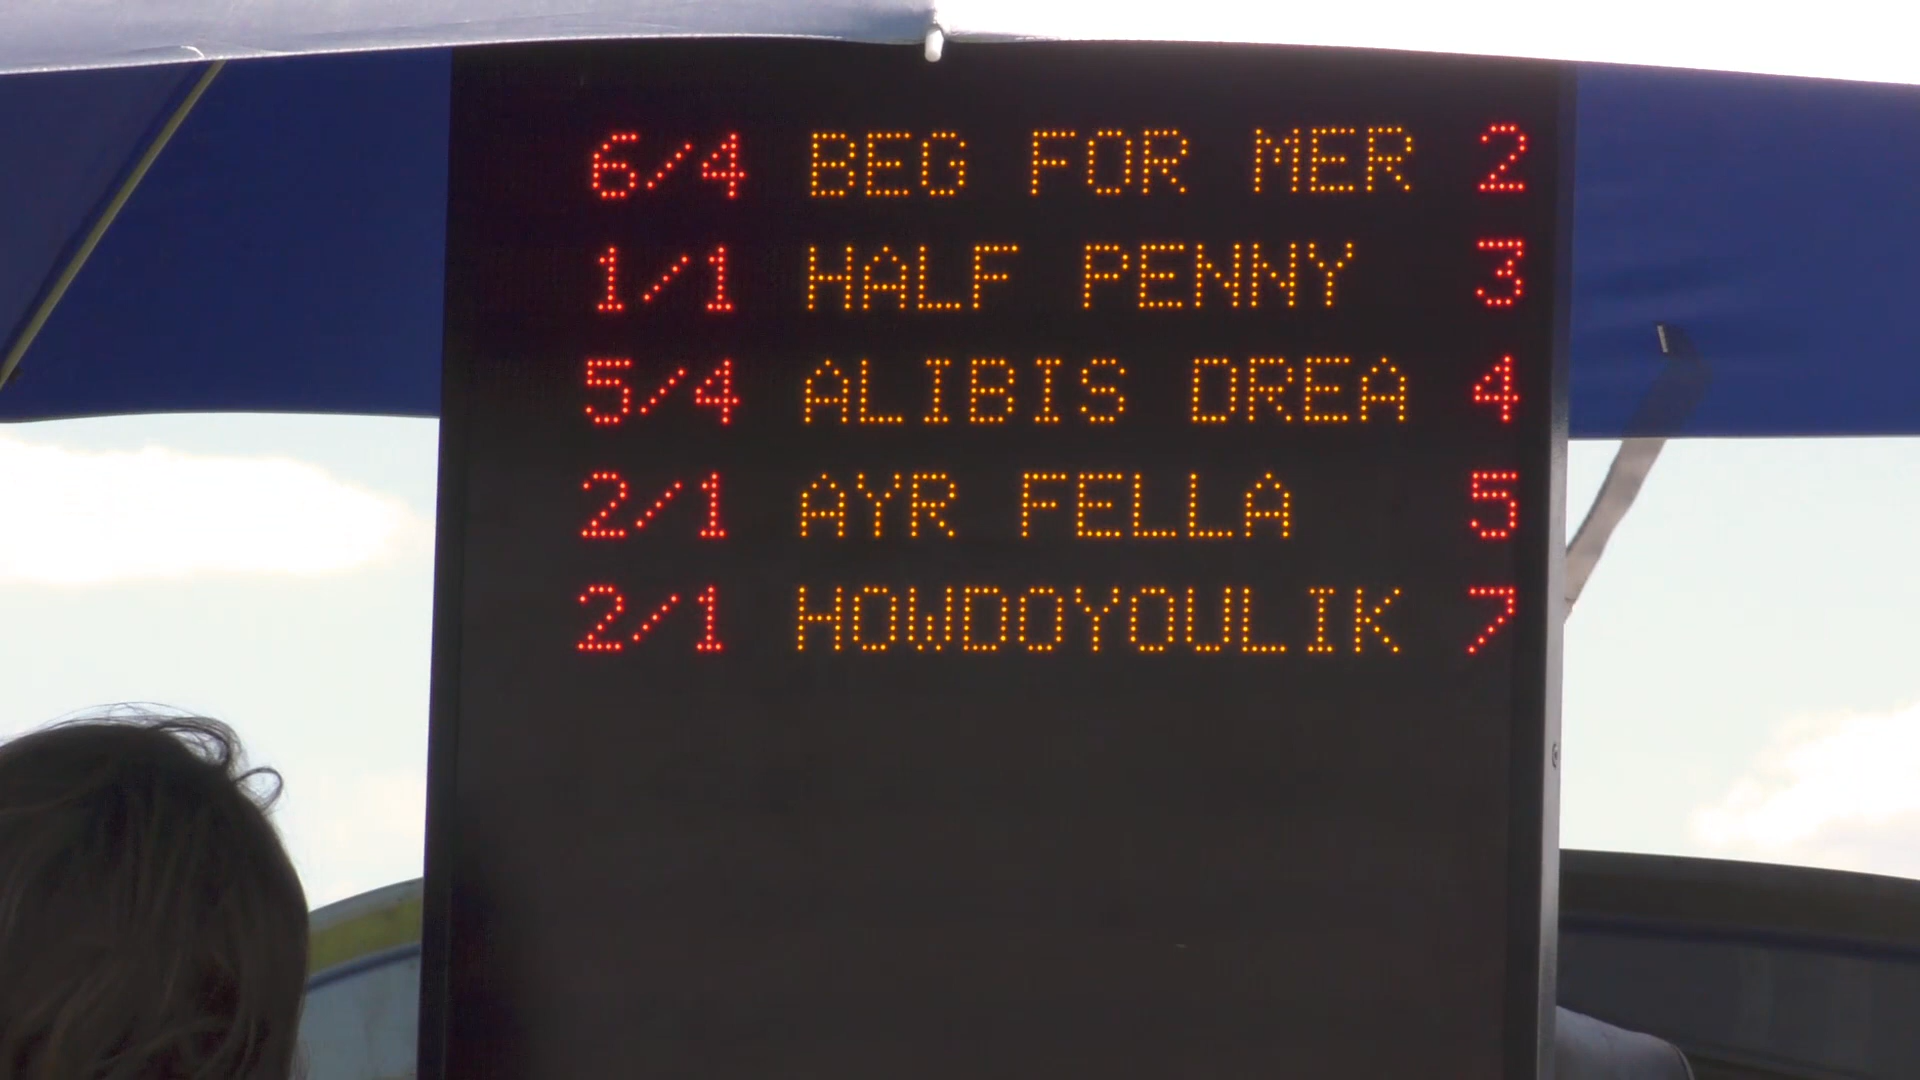 6/4 BEG FOR MER 2
1/1 HALF PENNY 3
5/4 ALIBIS DREA 4
2/1 AYR FELLA 5
2/1 HOWDOYOULIK 7